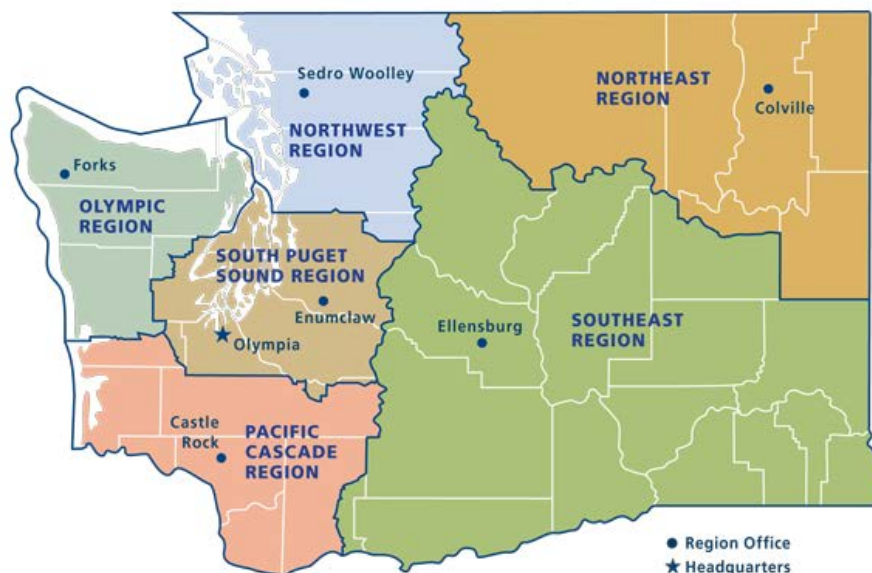 Sedro Woolley
NORTHWEST
REGION
NORTHEAST
REGION
Colville
Forks
OLYMPIC
REGION
SOUTH PUGET
SOUND REGION
Enumclaw
Olympia
Ellensburg
SOUTHEAST
REGION
Castle
Rock
PACIFIC
CASCADE
REGION
Region Office
Headquarters